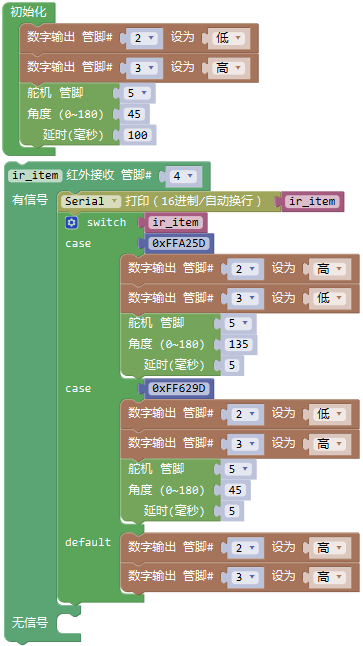 初始化
数字输出 管脚# 2 设为 低
数字输出 管脚# 3 设为 高
舵机 管脚 5
角度 (0~180) 45
延时(毫秒) 100
ir_item 红外接收 管脚# 4
有信号 Serial 打印（16进制/自动换行） ir_item
switch ir_item
case 0xFFA25D
数字输出 管脚# 2 设为 高
数字输出 管脚# 3 设为 低
舵机 管脚 5
角度 (0~180) 135
延时(毫秒) 5
case 0xFF629D
数字输出 管脚# 2 设为 低
数字输出 管脚# 3 设为 高
舵机 管脚 5
角度 (0~180) 45
延时(毫秒) 5
default 数字输出 管脚# 2 设为 高
数字输出 管脚# 3 设为 高
无信号